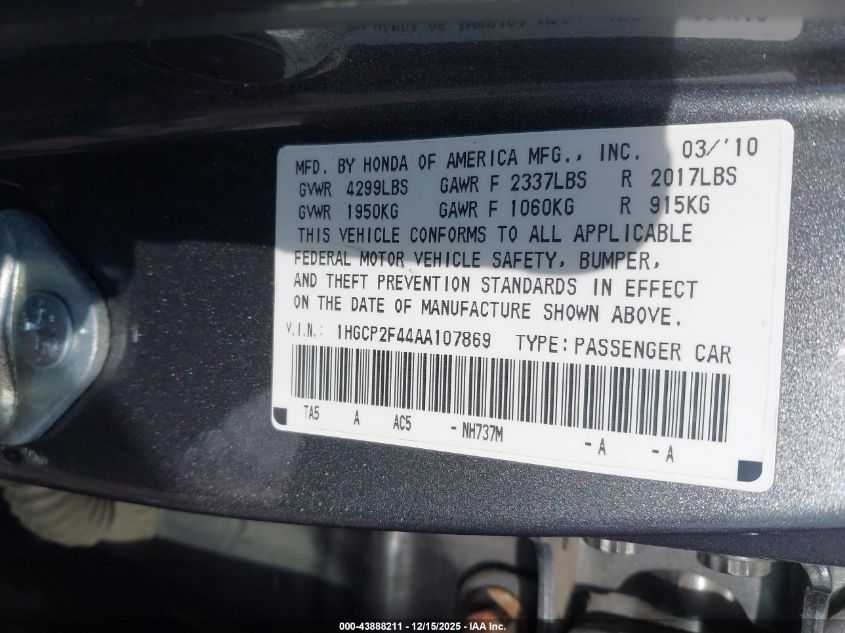 MFD. BY HONDA OF AMERICA MFG., INC. 03/'10
GVWR 4299LBS GAWR F 2337LBS R 2017LBS
GVWR 1950KG GAWR F 1060KG R 915KG
THIS VEHICLE CONFORMS TO ALL APPLICABLE
FEDERAL MOTOR VEHICLE SAFETY, BUMPER,
AND THEFT PREVENTION STANDARDS IN EFFECT
ON THE DATE OF MANUFACTURE SHOWN ABOVE.
V.I.N.: 1HGCP2F44AA107869 TYPE: PASSENGER CAR
TA5 A AC5 - NH737M - A - A
000-43888211 - 12/15/2025 - IAA Inc.